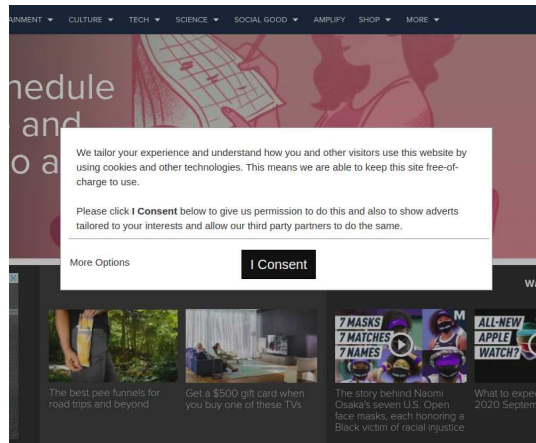 AINMENT CULTURE TECH SCIENCE SOCIAL GOOD AMPLIFY SHOP MORE
hedule
and
o a
We tailor your experience and understand how you and other visitors use this website by
using cookies and other technologies. This means we are able to keep this site free-of-
charge to use.
Please click I Consent below to give us permission to do this and also to show adverts
tailored to your interests and allow our third party partners to do the same.
More Options
I Consent
Wa
7 MASKS
7 MATCHES
7 NAMES
M
ALL-NEW
APPLE
WATCH?
The best pee funnels for
road trips and beyond
Get a $500 gift card when
you buy one of these TVs
The story behind Naomi
Osaka's seven U.S. Open
face masks, each honoring a
Black victim of racial injustice
What to expe
2020 Septem